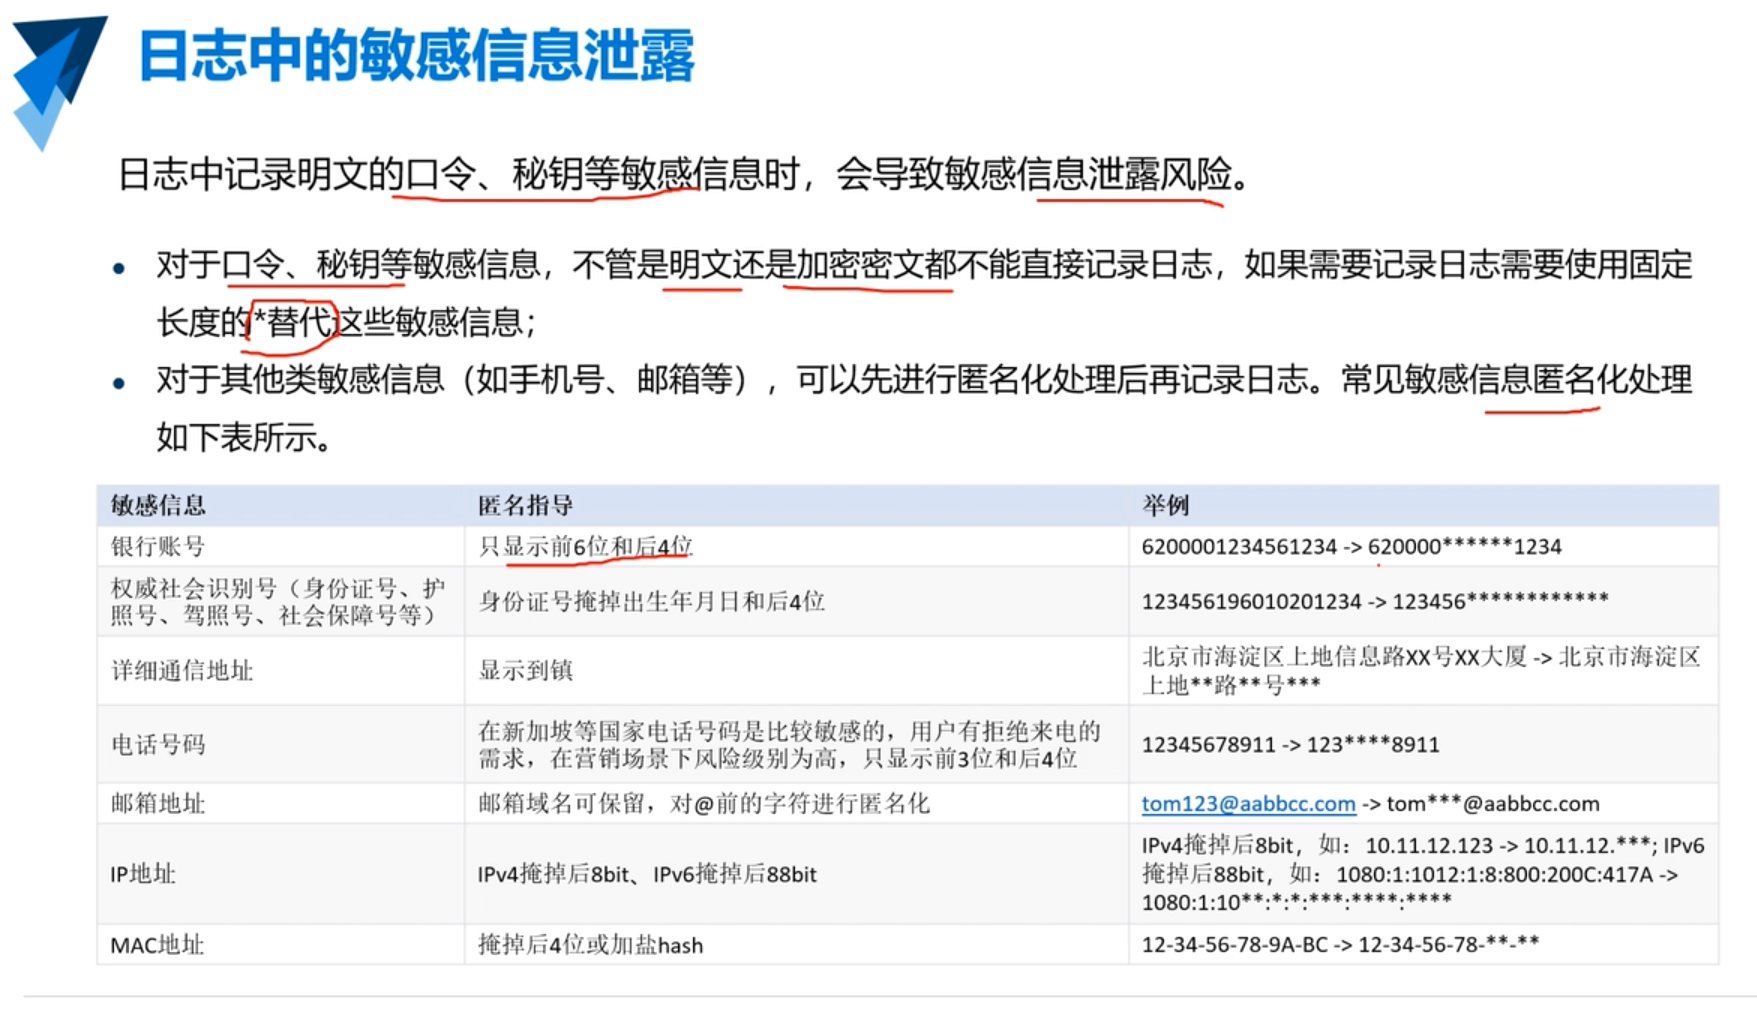 日志中的敏感信息泄露
日志中记录明文的口令、秘钥等敏感信息时，会导致敏感信息泄露风险。
• 对于口令、秘钥等敏感信息，不管是明文还是加密密文都不能直接记录日志，如果需要记录日志需要使用固定
长度的*替代这些敏感信息；
• 对于其他类敏感信息（如手机号、邮箱等），可以先进行匿名化处理后再记录日志。常见敏感信息匿名化处理
如下表所示。
敏感信息 匿名指导 举例
银行账号 只显示前6位和后4位 6200001234561234 -> 620000******1234
权威社会识别号（身份证号、护
照号、驾照号、社会保障号等）
身份证号掩掉出生年月日和后4位
123456196010201234 -> 123456************
详细通信地址
显示到镇
北京市海淀区上地信息路XX号XX大厦 -> 北京市海淀区
上地**路**号***
电话号码
在新加坡等国家电话号码是比较敏感的，用户有拒绝来电的
需求，在营销场景下风险级别为高，只显示前3位和后4位
12345678911 -> 123****8911
邮箱地址 邮箱域名可保留，对@前的字符进行匿名化 tom123@aabbcc.com -> tom***@aabbcc.com
IP地址
IPv4掩掉后8bit、IPv6掩掉后88bit
IPv4掩掉后8bit，如：10.11.12.123 -> 10.11.12.***; IPv6
掩掉后88bit，如：1080:1:1012:1:8:800:200C:417A ->
1080:1:10**:*:*:***:****:****
MAC地址 掩掉后4位或加盐hash 12-34-56-78-9A-BC -> 12-34-56-78-**-**